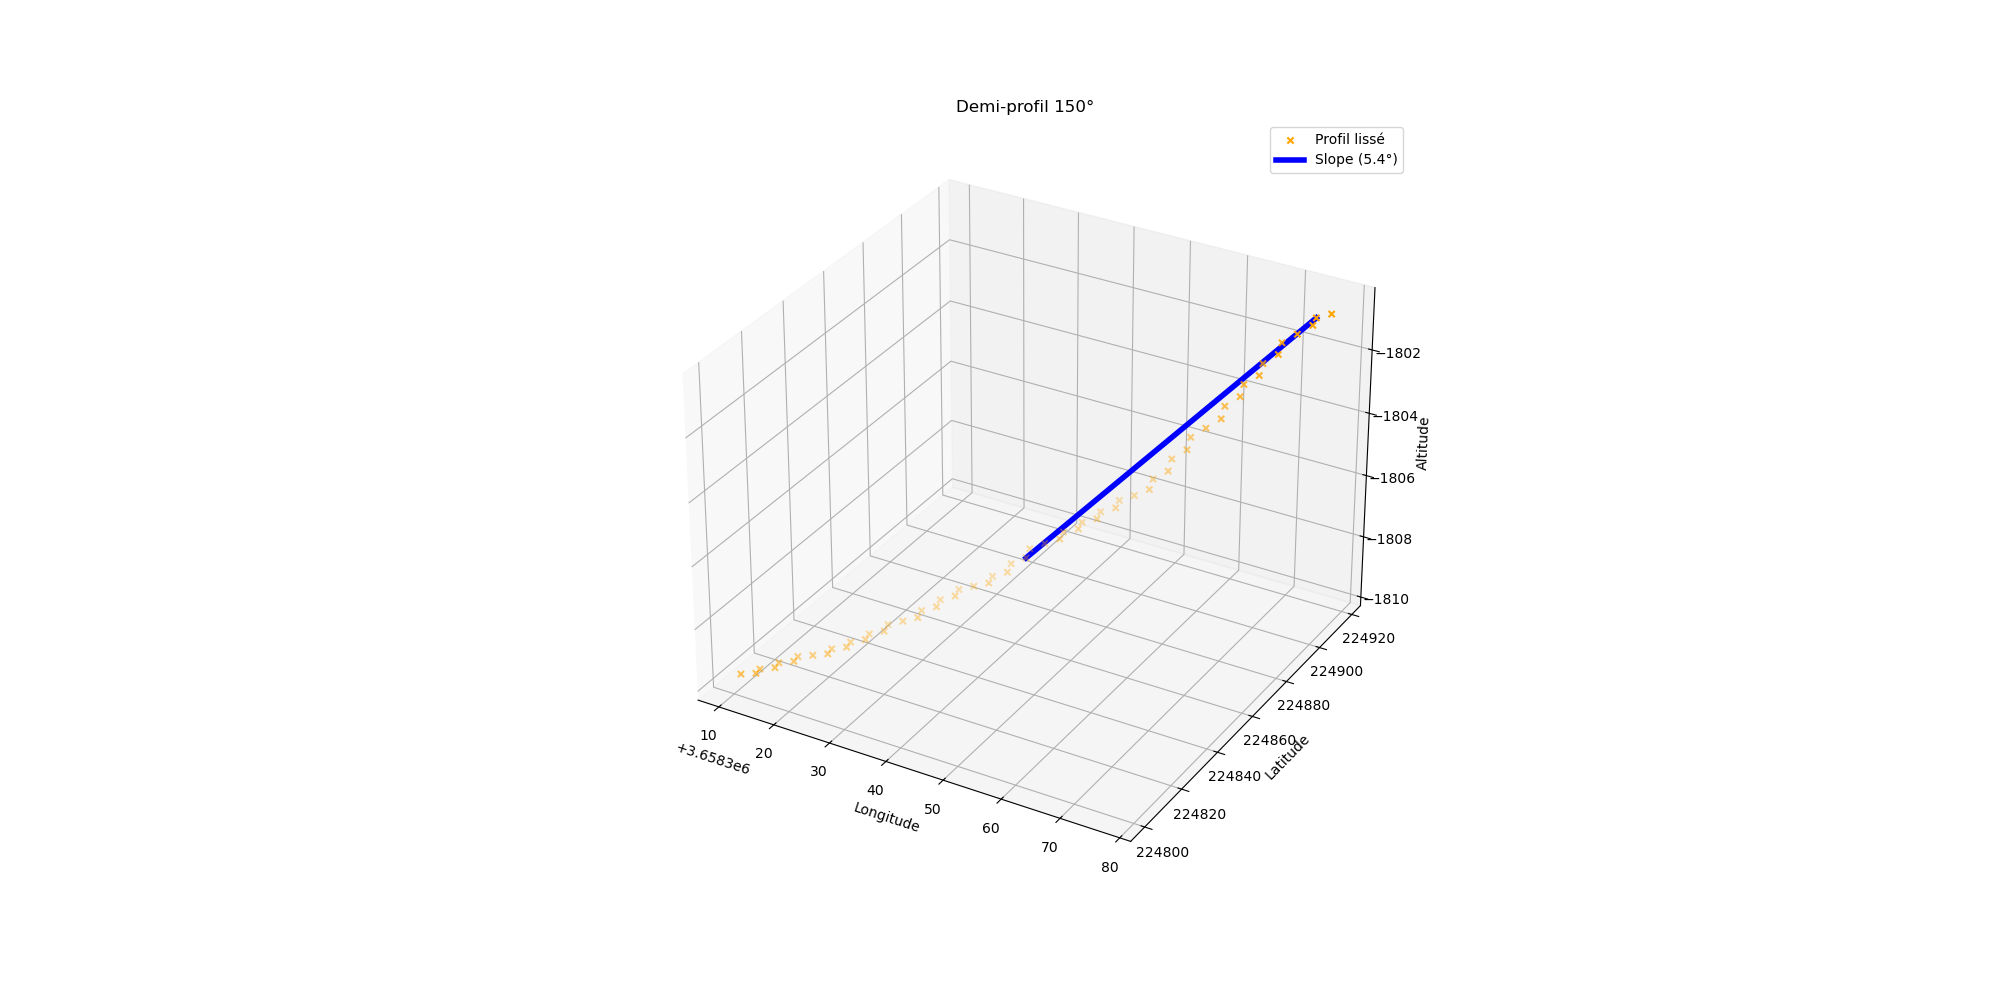 Demi-profil 150°
Profil lissé
Slope (5.4°)
−1802
−1804
−1806
−1808
−1810
Altitude
224920
224900
224880
224860
224840
224820
224800
Latitude
10
20
30
40
50
60
70
80
+3.6583e6
Longitude